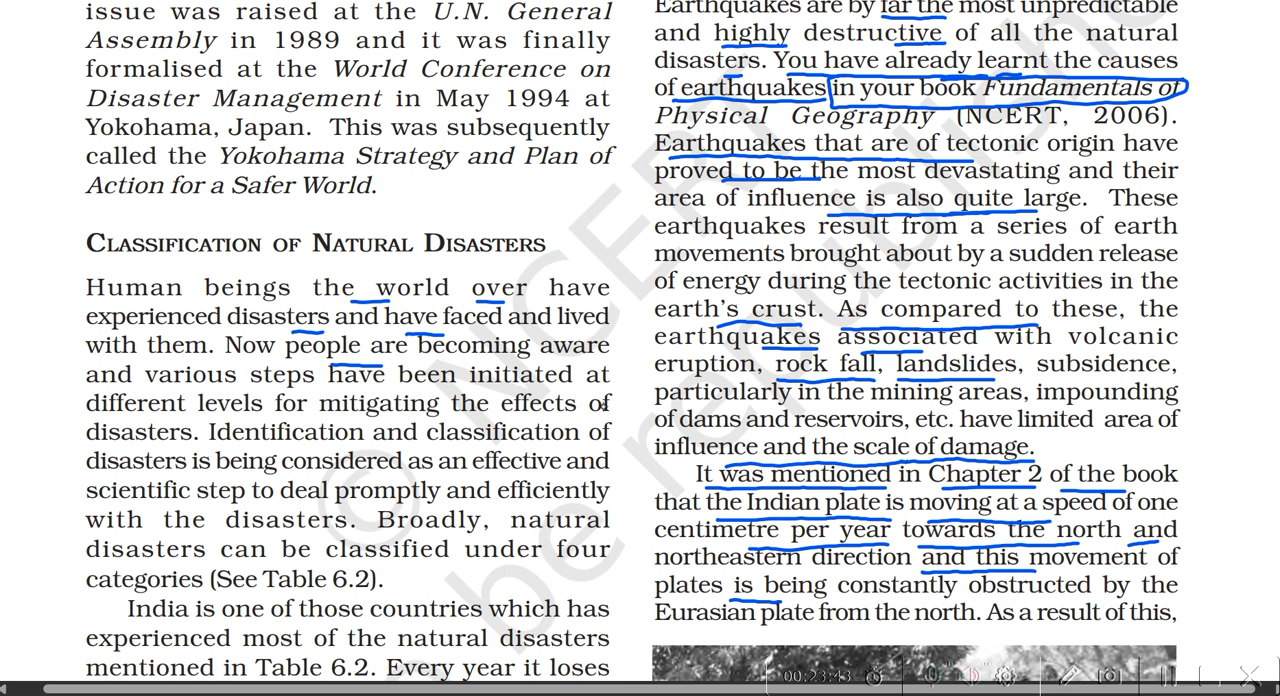 issue was raised at the U.N. General
Assembly in 1989 and it was finally
formalised at the World Conference on
Disaster Management in May 1994 at
Yokohama, Japan. This was subsequently
called the Yokohama Strategy and Plan of
Action for a Safer World.
CLASSIFICATION OF NATURAL DISASTERS
Human beings the world over have
experienced disasters and have faced and lived
with them. Now people are becoming aware
and various steps have been initiated at
different levels for mitigating the effects of
disasters. Identification and classification of
disasters is being considered as an effective and
scientific step to deal promptly and efficiently
with the disasters. Broadly, natural
disasters can be classified under four
categories (See Table 6.2).
India is one of those countries which has
experienced most of the natural disasters
mentioned in Table 6.2. Every year it loses
Earthquakes are by far the most unpredictable
and highly destructive of all the natural
disasters. You have already learnt the causes
of earthquakes in your book Fundamentals of
Physical Geography (NCERT, 2006).
Earthquakes that are of tectonic origin have
proved to be the most devastating and their
area of influence is also quite large. These
earthquakes result from a series of earth
movements brought about by a sudden release
of energy during the tectonic activities in the
earth's crust. As compared to these, the
earthquakes associated with volcanic
eruption, rock fall, landslides, subsidence,
particularly in the mining areas, impounding
of dams and reservoirs, etc. have limited area of
influence and the scale of damage.
It was mentioned in Chapter 2 of the book
that the Indian plate is moving at a speed of one
centimetre per year towards the north and
northeastern direction and this movement of
plates is being constantly obstructed by the
Eurasian plate from the north. As a result of this,
© NCERT
be republished
00:23:43